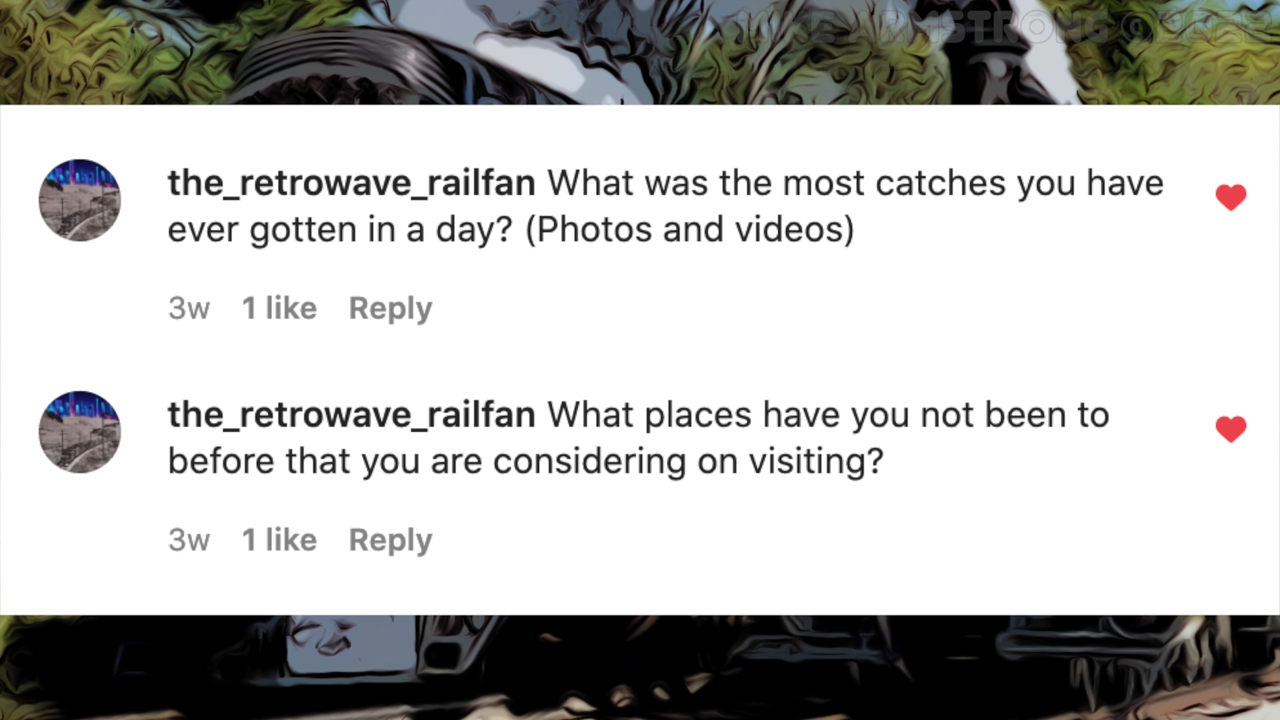 the_retrowave_railfan What was the most catches you have
ever gotten in a day? (Photos and videos)
3w 1 like Reply
the_retrowave_railfan What places have you not been to
before that you are considering on visiting?
3w 1 like Reply